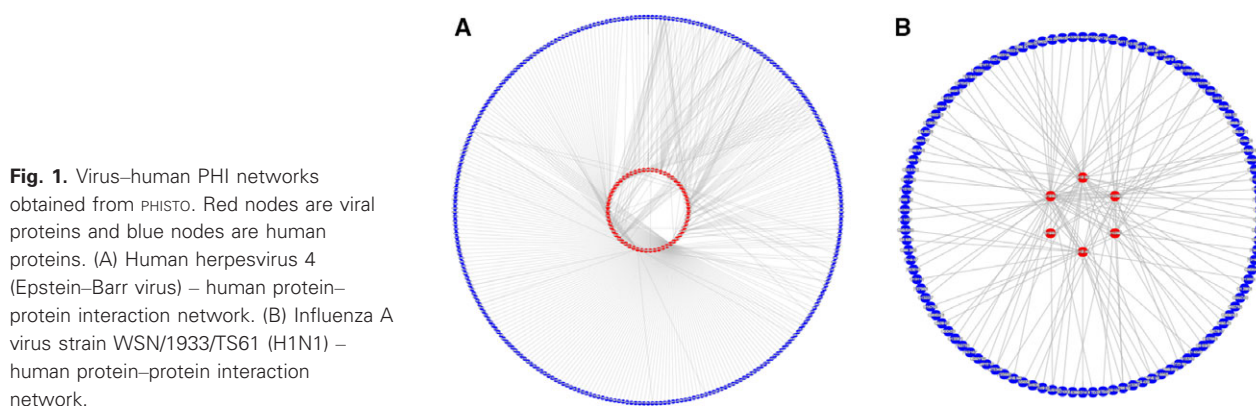 A
B
Fig. 1. Virus–human PHI networks
obtained from PHISTO. Red nodes are viral
proteins and blue nodes are human
proteins. (A) Human herpesvirus 4
(Epstein–Barr virus) – human protein–
protein interaction network. (B) Influenza A
virus strain WSN/1933/TS61 (H1N1) –
human protein–protein interaction
network.